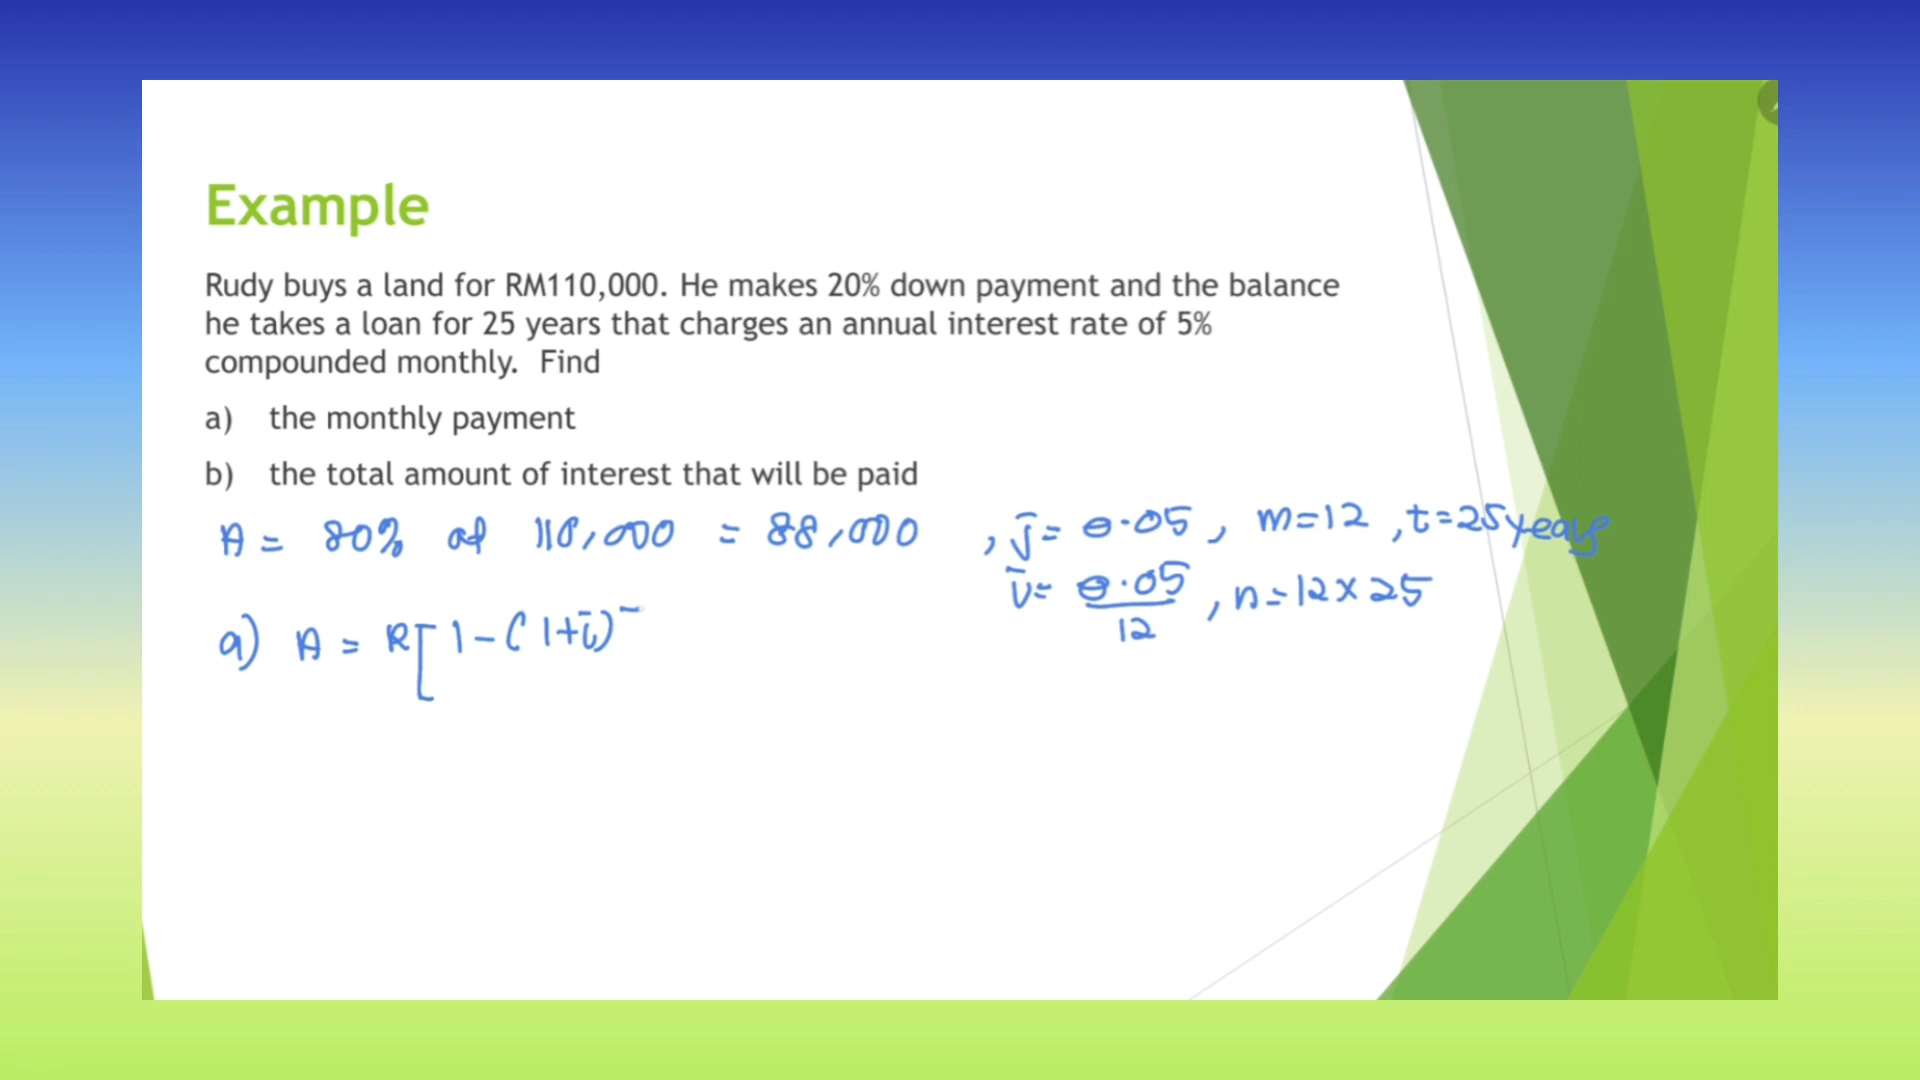 Example
Rudy buys a land for RM110,000. He makes 20% down payment and the balance
he takes a loan for 25 years that charges an annual interest rate of 5%
compounded monthly. Find
a) the monthly payment
b) the total amount of interest that will be paid
A = 80% of 110,000 = 88,000 , j = 0.05 , m=12 , t=25years
i = 0.05/12 , n=12×25
a) A = R[ 1-(1+i)⁻